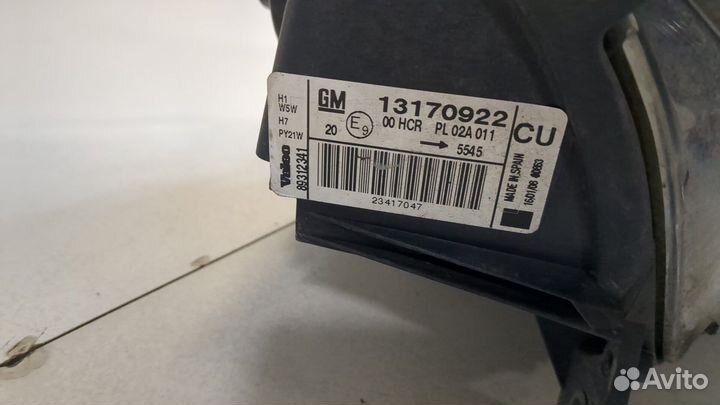 H1
W5W
H7
PY21W
Valeo
89312341
GM 13170922
20 E9 00 HCR PL 02A 011
→ 5545
CU
23417047
MADE IN SPAIN
Avito